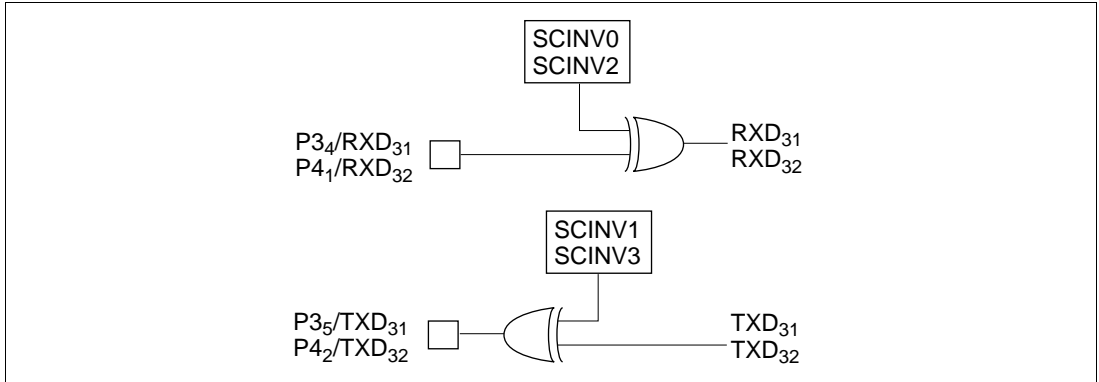 SCINV0
SCINV2
P3₄/RXD₃₁
P4₁/RXD₃₂
RXD₃₁
RXD₃₂
SCINV1
SCINV3
P3₅/TXD₃₁
P4₂/TXD₃₂
TXD₃₁
TXD₃₂